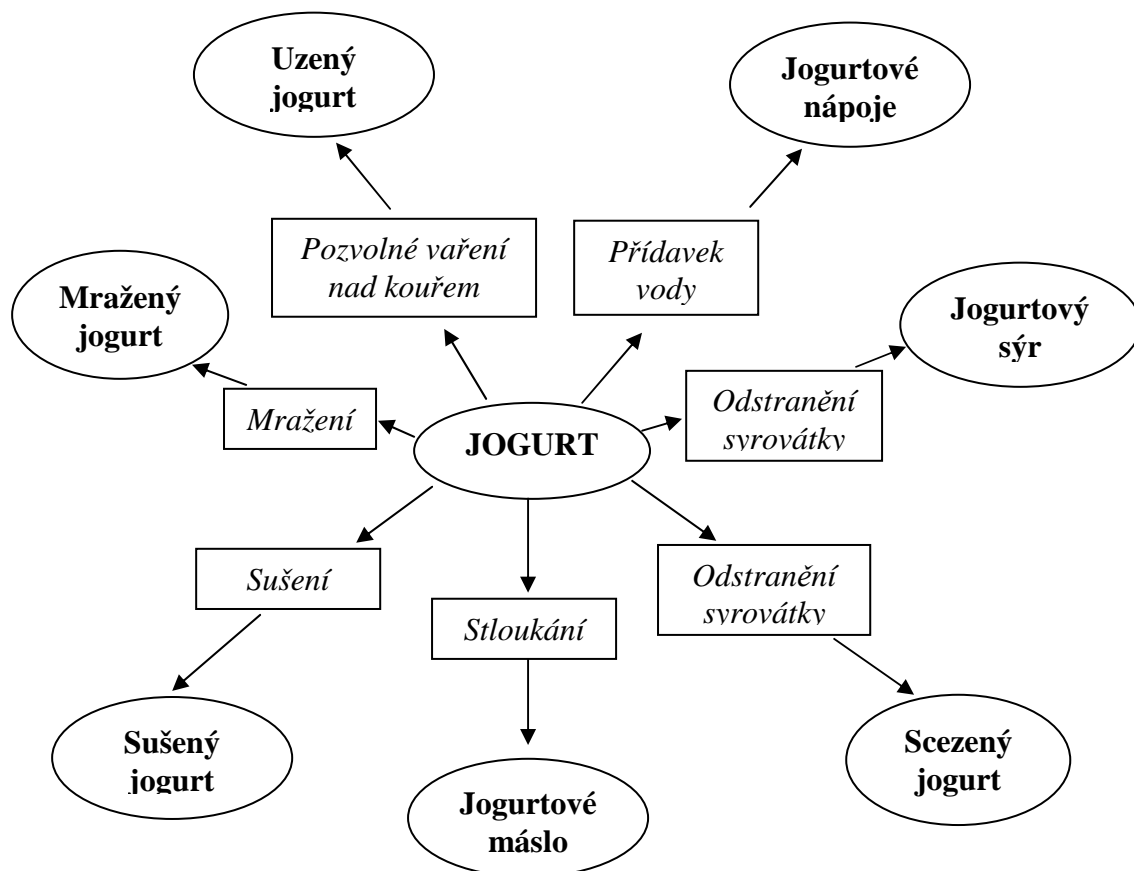 Uzený
jogurt
Jogurtové
nápoje
Pozvolné vaření
nad kouřem
Přídavek
vody
Mražený
jogurt
Jogurtový
sýr
Mražení
JOGURT
Odstranění
syrovátky
Sušení
Stloukání
Odstranění
syrovátky
Sušený
jogurt
Jogurtové
máslo
Scezený
jogurt